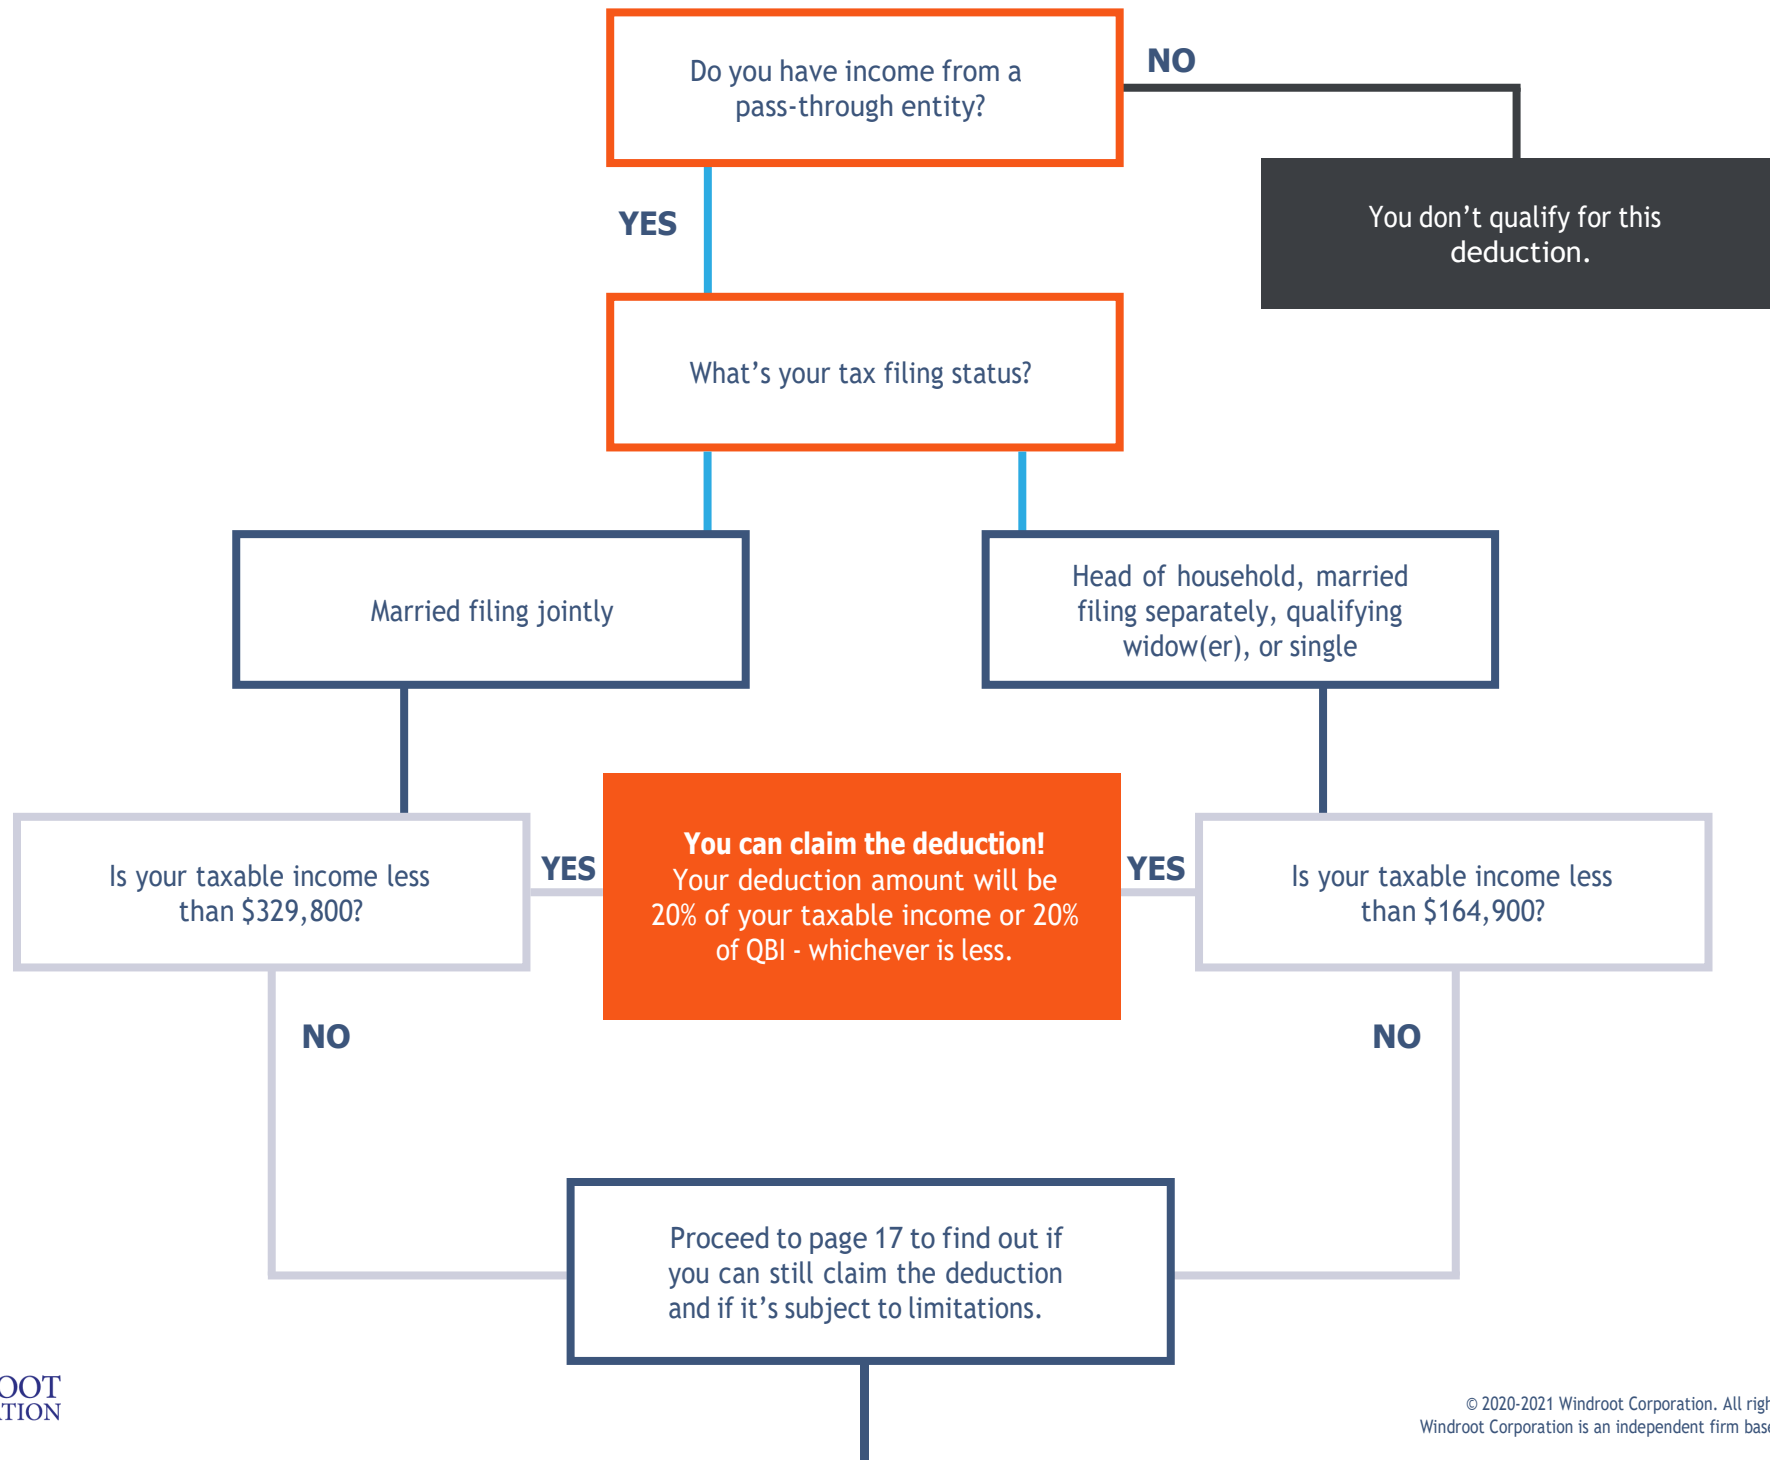 Do you have income from a
pass-through entity?
NO
You don’t qualify for this
deduction.
YES
What’s your tax filing status?
Married filing jointly
Head of household, married
filing separately, qualifying
widow(er), or single
Is your taxable income less
than $329,800?
YES
You can claim the deduction!
Your deduction amount will be
20% of your taxable income or 20%
of QBI - whichever is less.
YES
Is your taxable income less
than $164,900?
NO
NO
Proceed to page 17 to find out if
you can still claim the deduction
and if it’s subject to limitations.
© 2020-2021 Windroot Corporation. All
Windroot Corporation is an independent firm